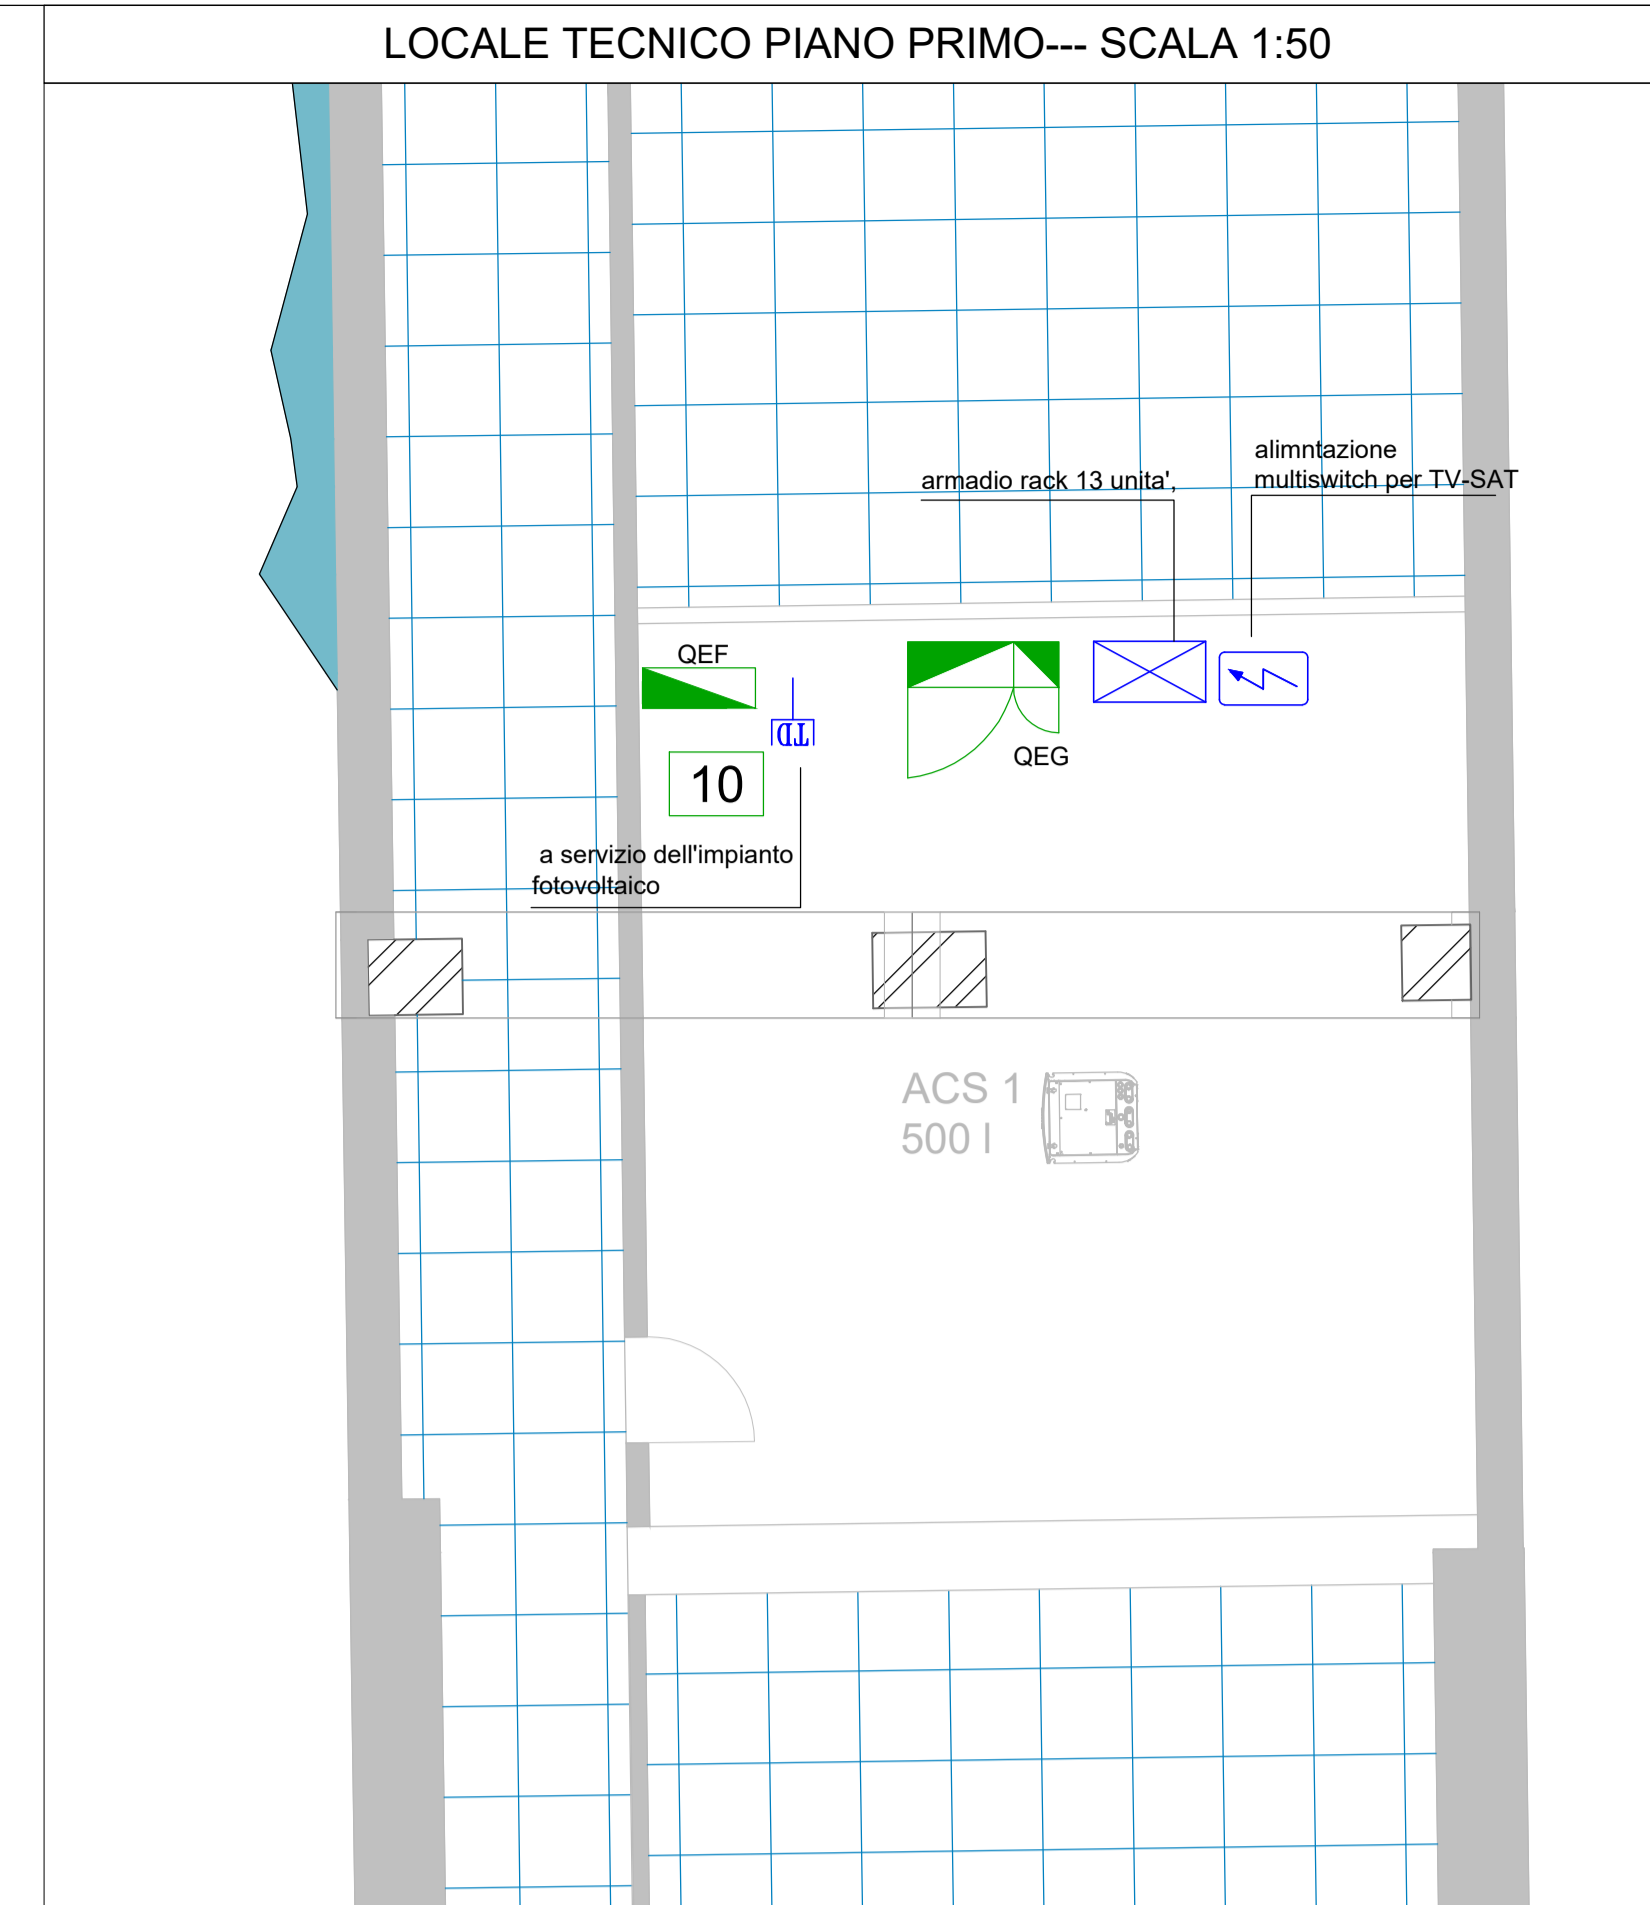 LOCALE TECNICO PIANO PRIMO--- SCALA 1:50
alimntazione
multiswitch per TV-SAT
armadio rack 13 unita',
QEF
TD
QEG
10
a servizio dell'impianto
fotovoltaico
ACS 1
500 l